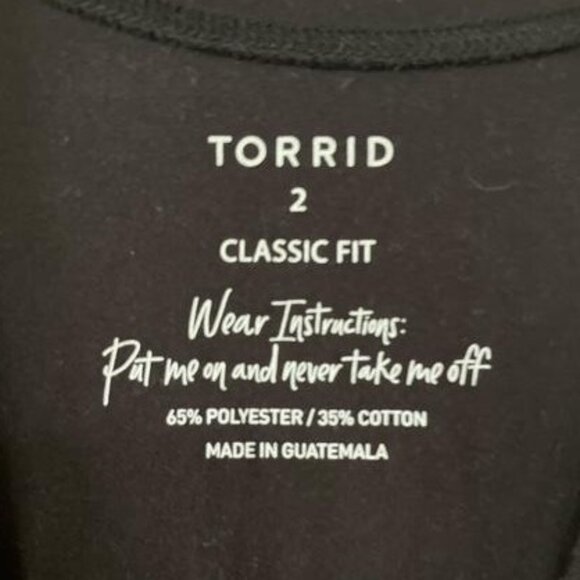 TORRID
2
CLASSIC FIT
Wear Instructions:
Put me on and never take me off
65% POLYESTER / 35% COTTON
MADE IN GUATEMALA